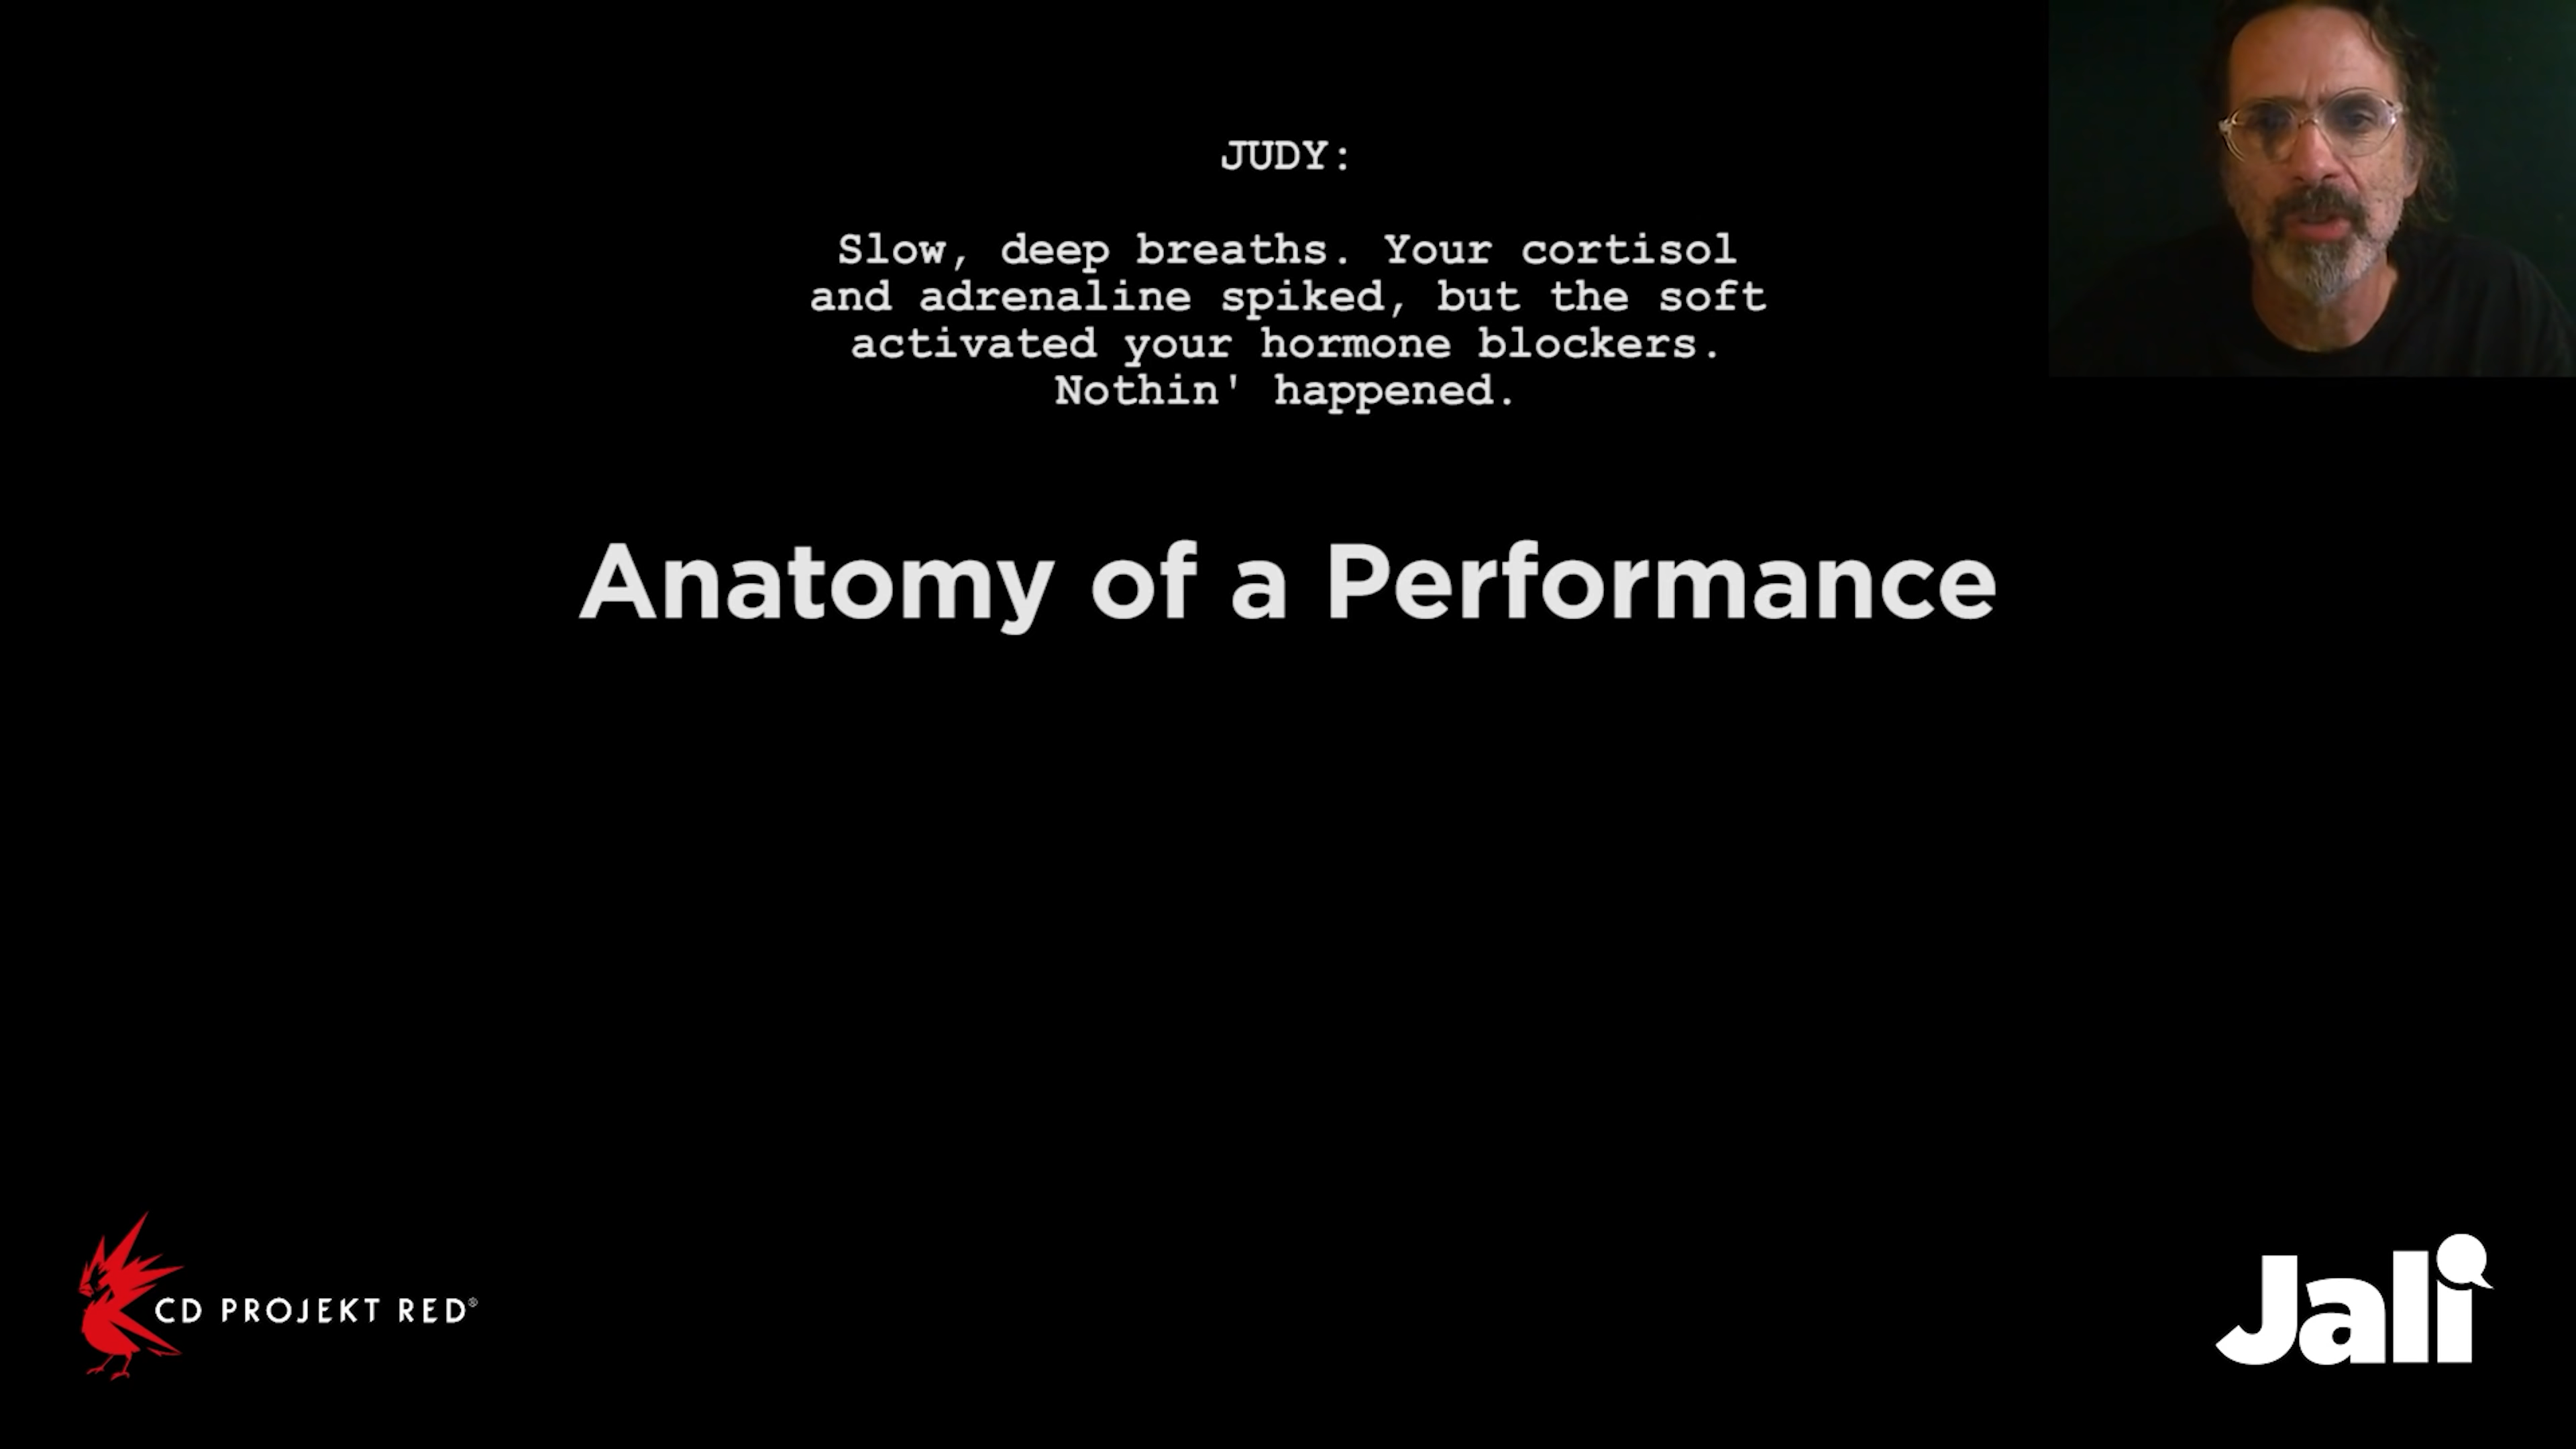 JUDY:
Slow, deep breaths. Your cortisol
and adrenaline spiked, but the soft
activated your hormone blockers.
Nothin' happened.
Anatomy of a Performance
CD PROJEKT RED®
Jali